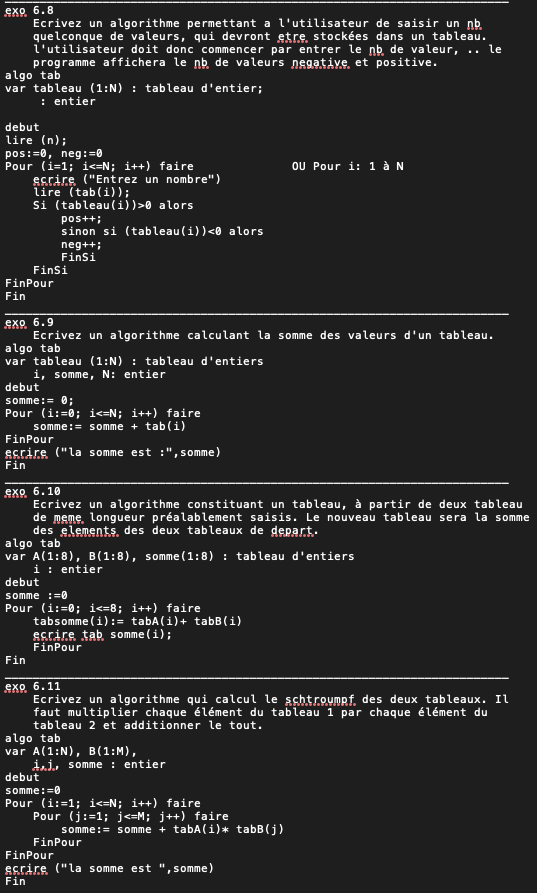 exo 6.8
Ecrivez un algorithme permettant a l'utilisateur de saisir un nb
quelconque de valeurs, qui devront etre stockées dans un tableau.
l'utilisateur doit donc commencer par entrer le nb de valeur, .. le
programme affichera le nb de valeurs negative et positive.
algo tab
var tableau (1:N) : tableau d'entier;
: entier
debut
lire (n);
pos:=0, neg:=0
Pour (i=1; i<=N; i++) faire OU Pour i: 1 à N
ecrire ("Entrez un nombre")
lire (tab(i));
Si (tableau(i))>0 alors
pos++;
sinon si (tableau(i))<0 alors
neg++;
FinSi
FinSi
FinPour
Fin
exo 6.9
Ecrivez un algorithme calculant la somme des valeurs d'un tableau.
algo tab
var tableau (1:N) : tableau d'entiers
i, somme, N: entier
debut
somme:= 0;
Pour (i:=0; i<=N; i++) faire
somme:= somme + tab(i)
FinPour
ecrire ("la somme est :",somme)
Fin
exo 6.10
Ecrivez un algorithme constituant un tableau, à partir de deux tableau
de meme longueur préalablement saisis. Le nouveau tableau sera la somme
des elements des deux tableaux de depart.
algo tab
var A(1:8), B(1:8), somme(1:8) : tableau d'entiers
i : entier
debut
somme :=0
Pour (i:=0; i<=8; i++) faire
tabsomme(i):= tabA(i)+ tabB(i)
ecrire tab somme(i);
FinPour
Fin
exo 6.11
Ecrivez un algorithme qui calcul le schtroumpf des deux tableaux. Il
faut multiplier chaque élément du tableau 1 par chaque élément du
tableau 2 et additionner le tout.
algo tab
var A(1:N), B(1:M),
i,j, somme : entier
debut
somme:=0
Pour (i:=1; i<=N; i++) faire
Pour (j:=1; j<=M; j++) faire
somme:= somme + tabA(i)* tabB(j)
FinPour
FinPour
ecrire ("la somme est ",somme)
Fin